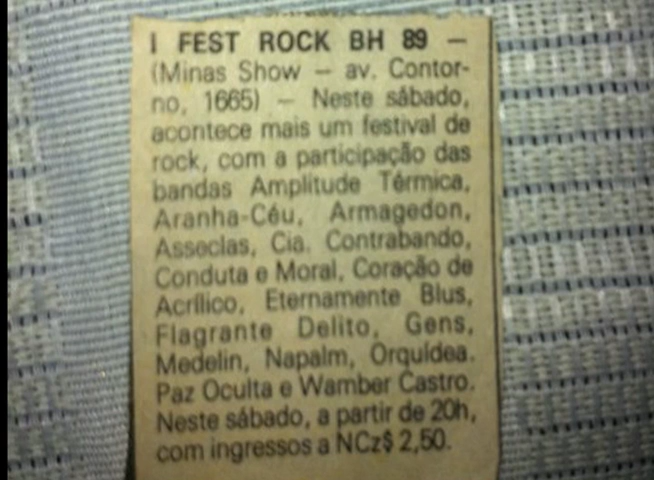 I FEST ROCK BH 89 —
(Minas Show — av. Contor-
no, 1665) — Neste sábado,
acontece mais um festival de
rock, com a participação das
bandas Amplitude Térmica,
Aranha-Céu, Armagedon,
Asseclas, Cia. Contrabando,
Conduta e Moral, Coração de
Acrílico, Eternamente Blus,
Flagrante Delito, Gens,
Medelin, Napalm, Orquídea.
Paz Oculta e Wamber Castro.
Neste sábado, a partir de 20h,
com ingressos a NCz$ 2,50.